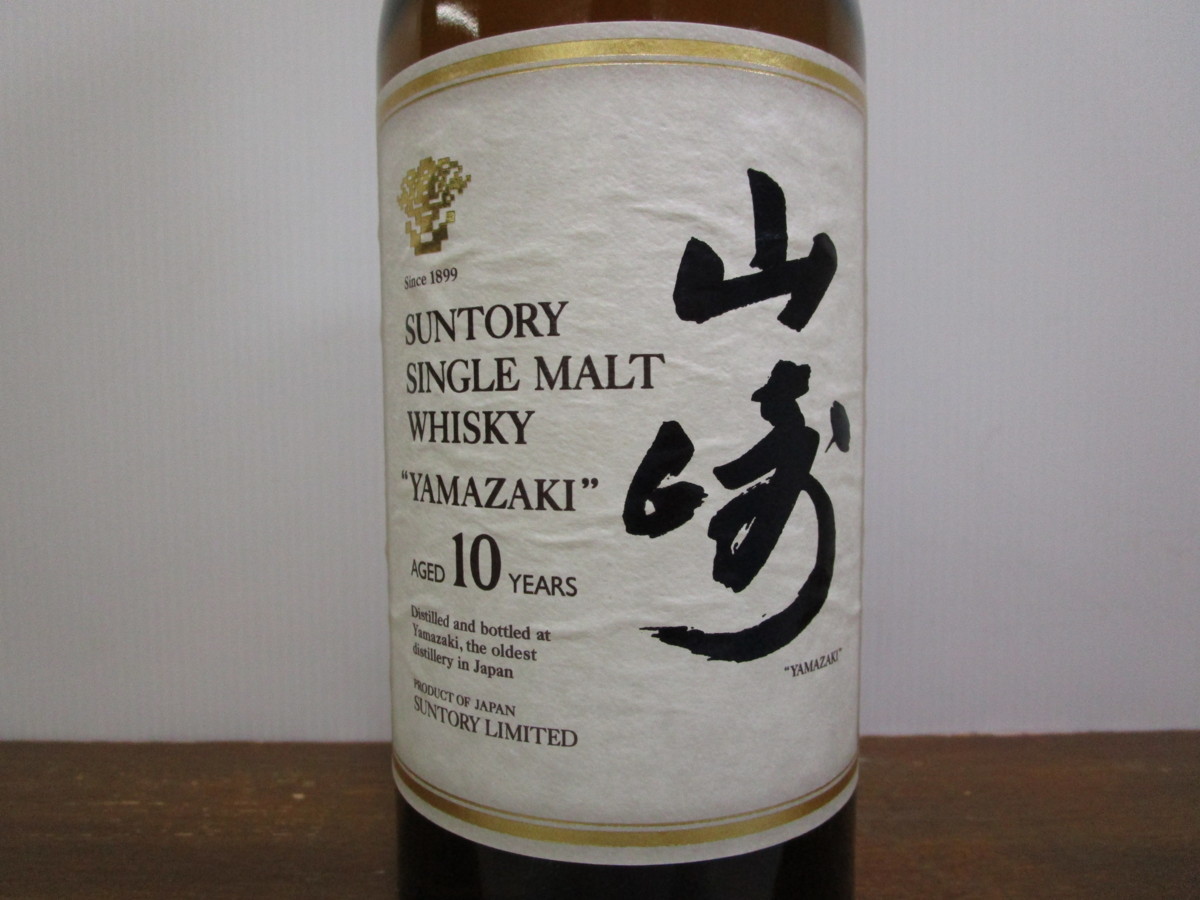 Since 1899
SUNTORY
SINGLE MALT
WHISKY
“YAMAZAKI”
AGED 10 YEARS
Distilled and bottled at
Yamazaki, the oldest
distillery in Japan
PRODUCT OF JAPAN
SUNTORY LIMITED
山崎
“YAMAZAKI”